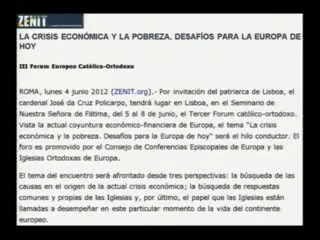 ZENIT
LA CRISIS ECONÓMICA Y LA POBREZA. DESAFÍOS PARA LA EUROPA DE
HOY
III Forum Europeo Católico-Ortodoxo
ROMA, lunes 4 junio 2012 (ZENIT.org).- Por invitación del patriarca de Lisboa, el
cardenal José da Cruz Policarpo, tendrá lugar en Lisboa, en el Seminario de
Nuestra Señora de Fátima, del 5 al 8 de junio, el Tercer Forum católico-ortodoxo.
Vista la actual coyuntura económico-financiera de Europa, el tema "La crisis
económica y la pobreza. Desafíos para la Europa de hoy" será el hilo conductor. El
foro es promovido por el Consejo de Conferencias Episcopales de Europa y las
Iglesias Ortodoxas de Europa.
El tema del encuentro será afrontado desde tres perspectivas: la búsqueda de las
causas en el origen de la actual crisis económica; la búsqueda de respuestas
comunes y propias de las Iglesias y, por último, el papel que las Iglesias están
llamadas a desempeñar en este particular momento de la vida del continente
europeo.